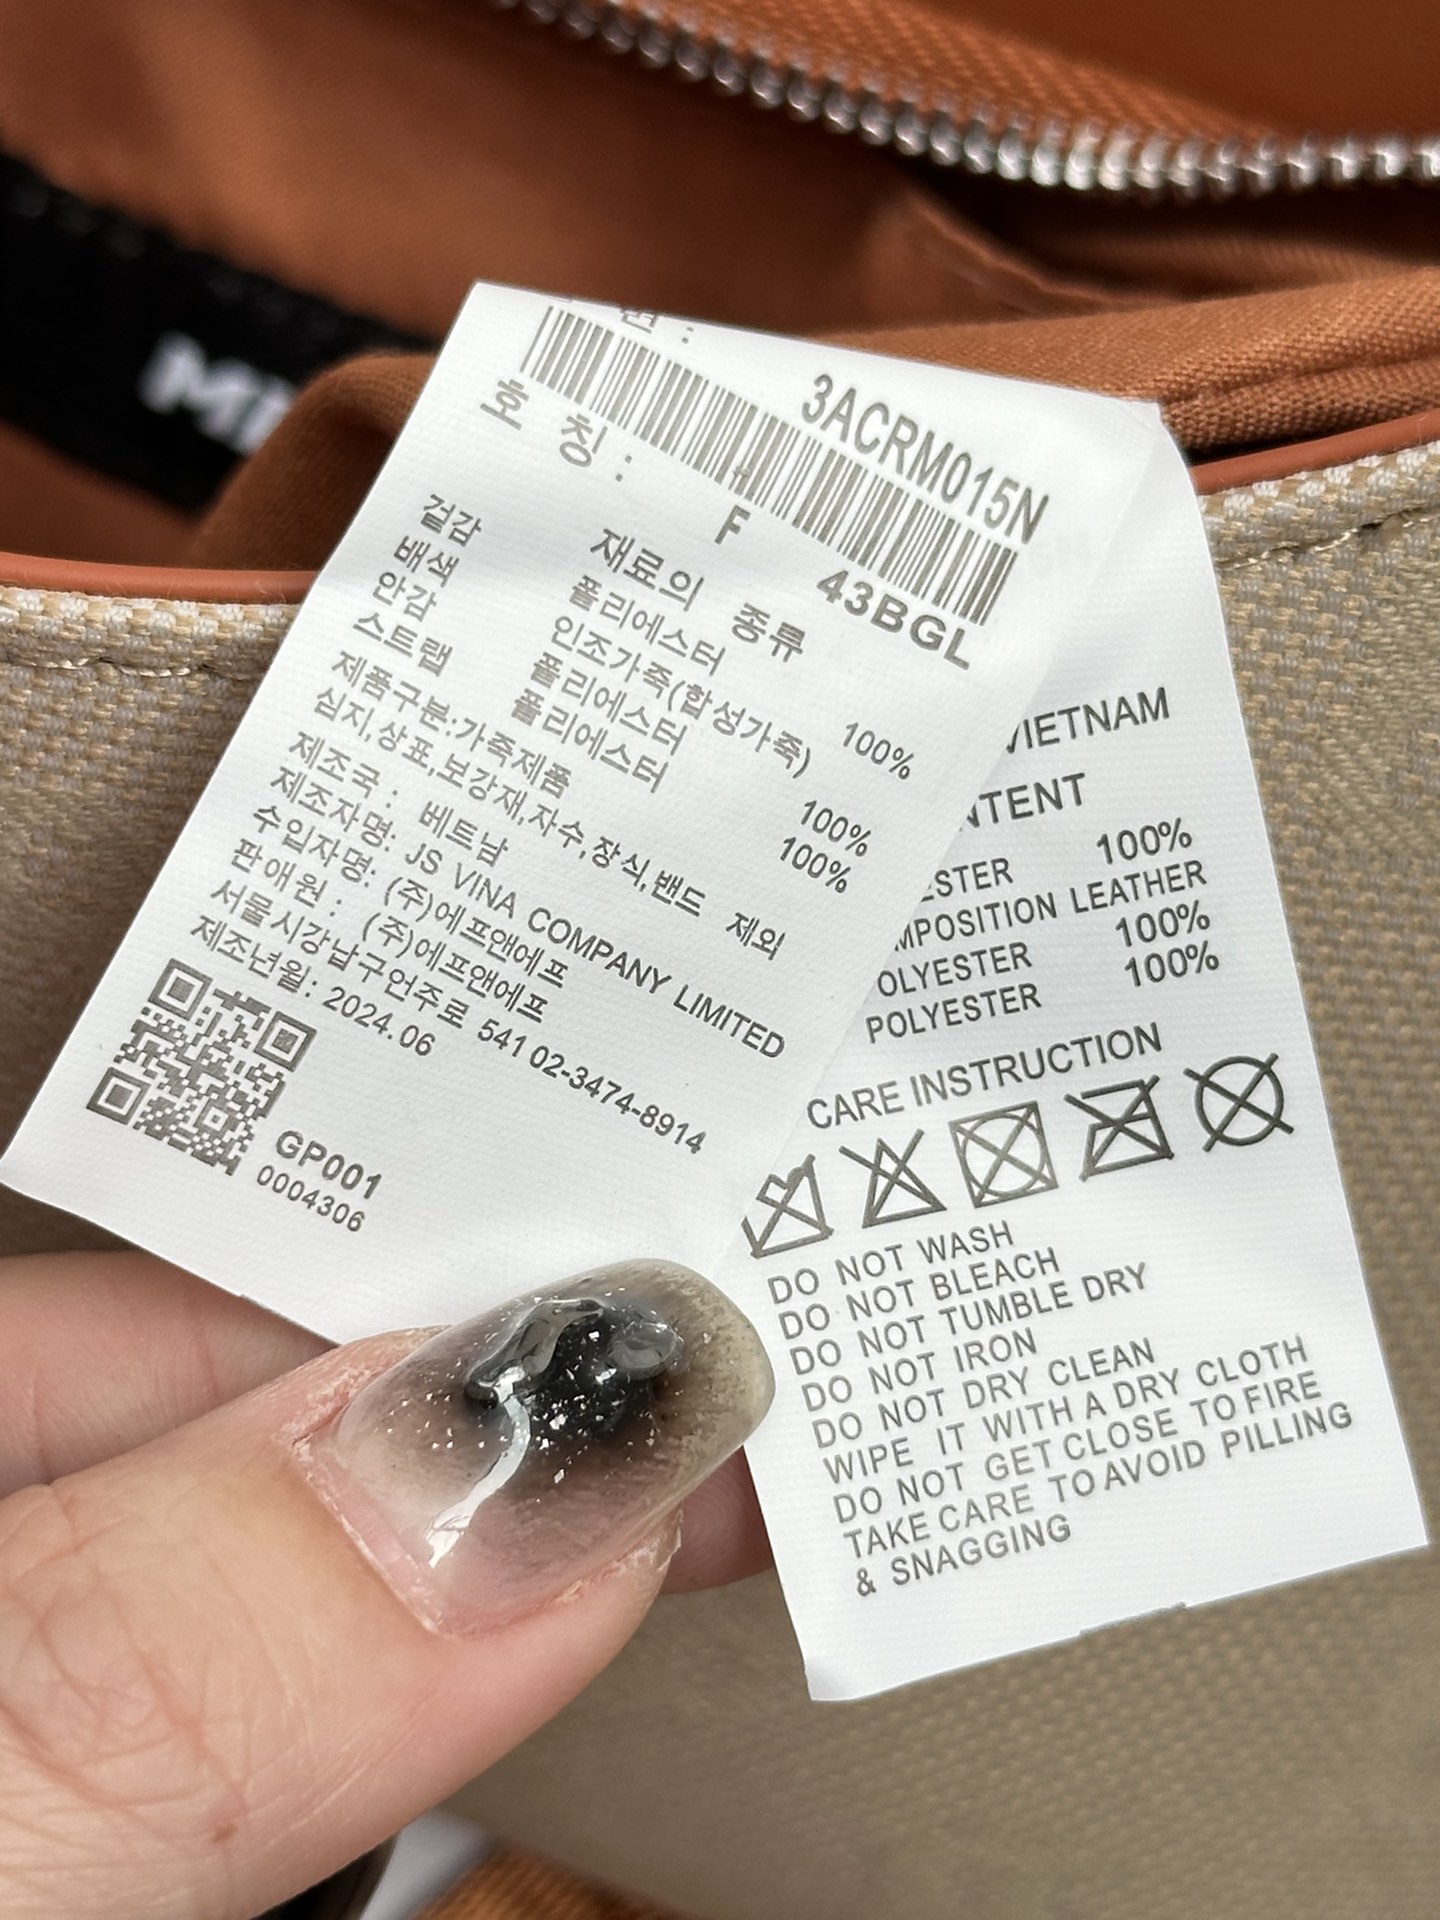 3ACRM015N
호 칭 : F 43BGL
재료의 종류
겉감 폴리에스터 100%
배색 인조가죽(합성가죽)
안감 폴리에스터 100%
스트랩 폴리에스터 100%
제품구분:가죽제품
심지,상표,보강재,자수,장식,밴드 제외
제조국 : 베트남
제조자명: JS VINA COMPANY LIMITED
수입자명: (주)에프앤에프
판애원 : (주)에프앤에프
서물시강납구언주로 541 02-3474-8914
제조년월: 2024.06
GP001
0004306
VIETNAM
100%
COMPOSITION LEATHER
POLYESTER 100%
POLYESTER 100%
CARE INSTRUCTION
DO NOT WASH
DO NOT BLEACH
DO NOT TUMBLE DRY
DO NOT IRON
DO NOT DRY CLEAN
WIPE IT WITH A DRY CLOTH
DO NOT GET CLOSE TO FIRE
TAKE CARE TO AVOID PILLING
& SNAGGING